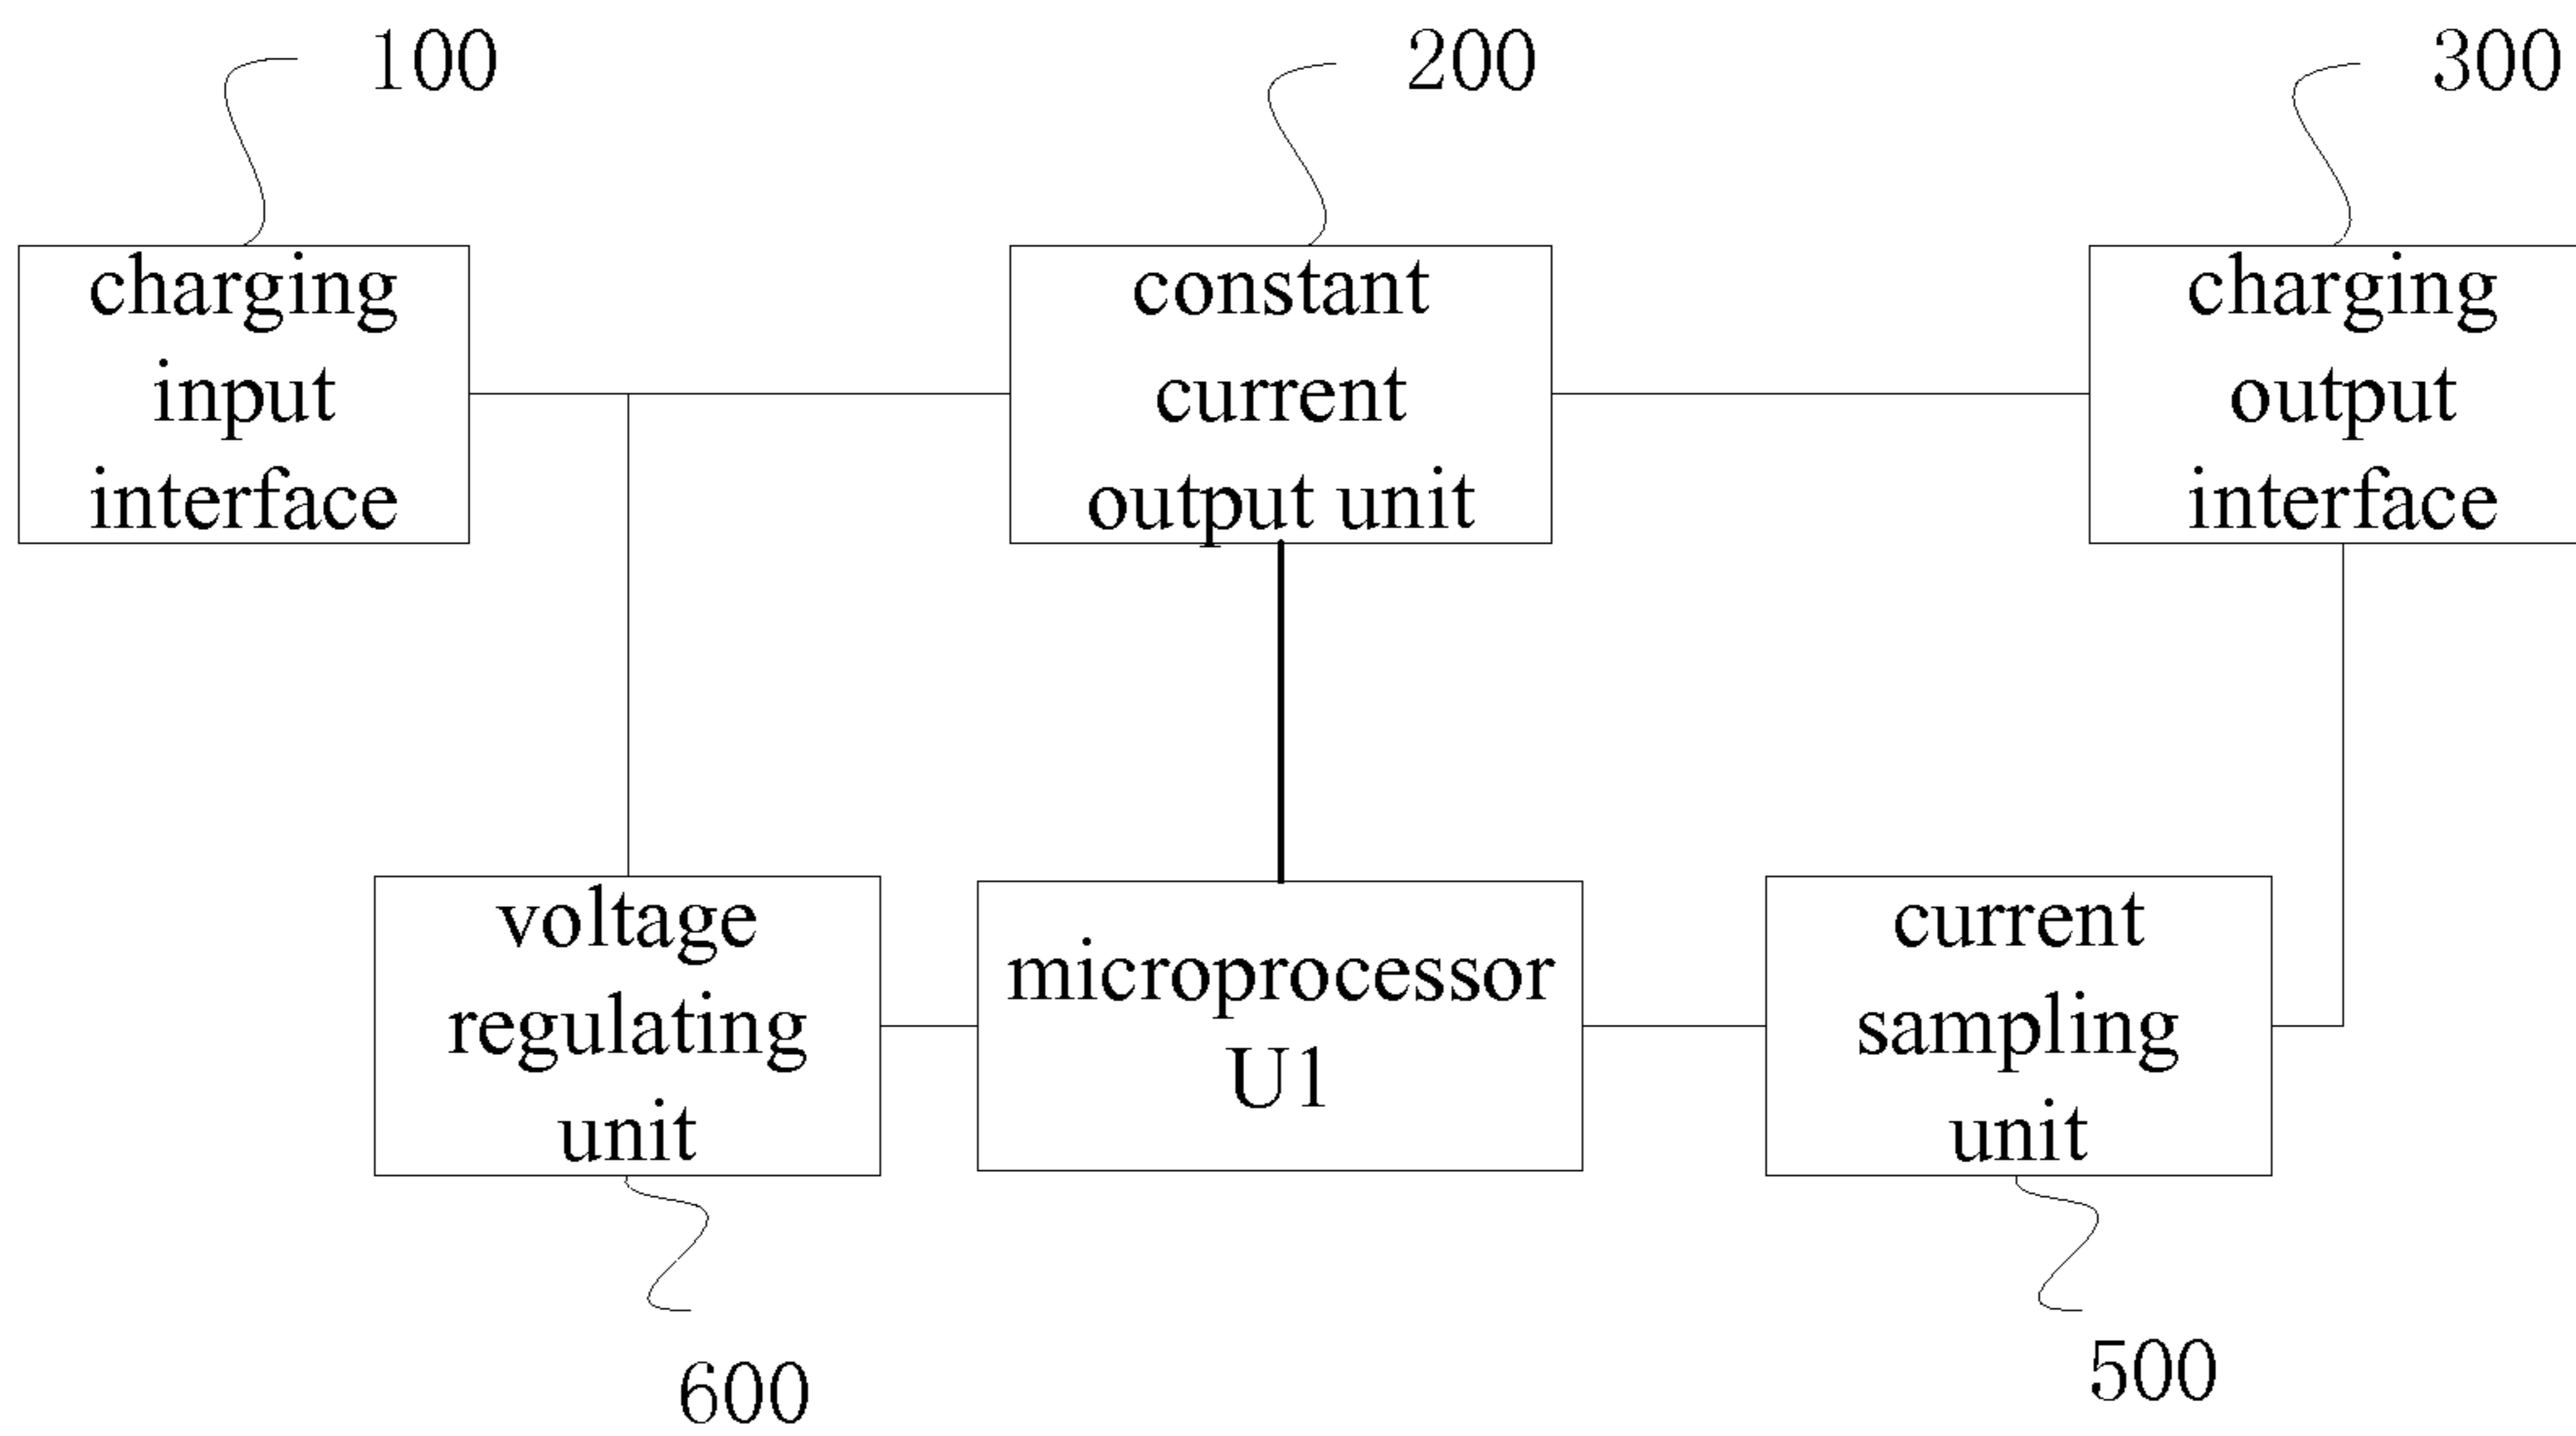 100
200
300
charging
input
interface
constant
current
output unit
charging
output
interface
voltage
regulating
unit
microprocessor
U1
current
sampling
unit
600
500